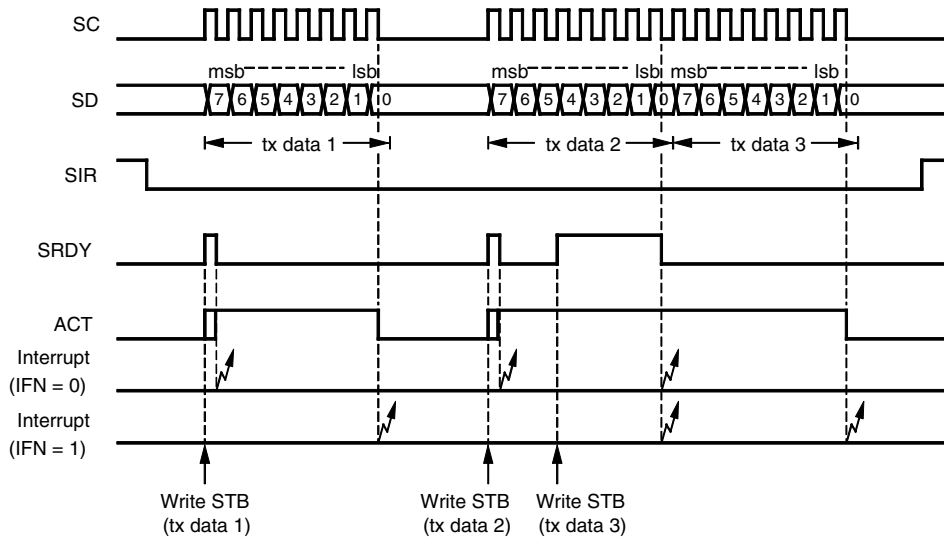 SC
msb lsb msb lsb msb lsb
SD 7 6 5 4 3 2 1 0 7 6 5 4 3 2 1 0 7 6 5 4 3 2 1 0
tx data 1 tx data 2 tx data 3
SIR
SRDY
ACT
Interrupt
(IFN = 0)
Interrupt
(IFN = 1)
Write STB Write STB Write STB
(tx data 1) (tx data 2) (tx data 3)